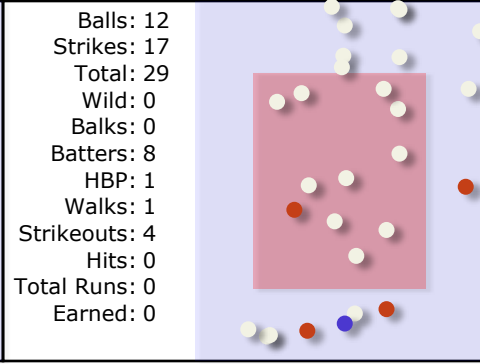 Balls: 12
Strikes: 17
Total: 29
Wild: 0
Balks: 0
Batters: 8
HBP: 1
Walks: 1
Strikeouts: 4
Hits: 0
Total Runs: 0
Earned: 0